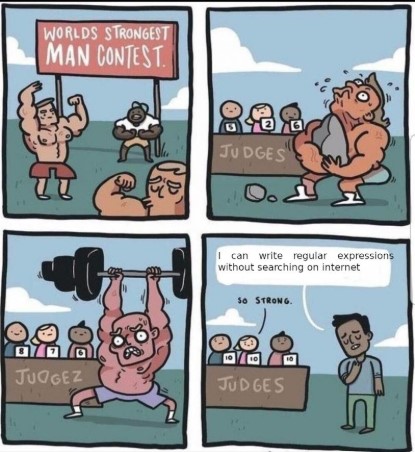 WORLDS STRONGEST
MAN CONTEST.
5 2 6
JUDGES
8 7 6
JUDGEZ
I can write regular expressions
without searching on internet
SO STRONG.
10 10 10
JUDGES